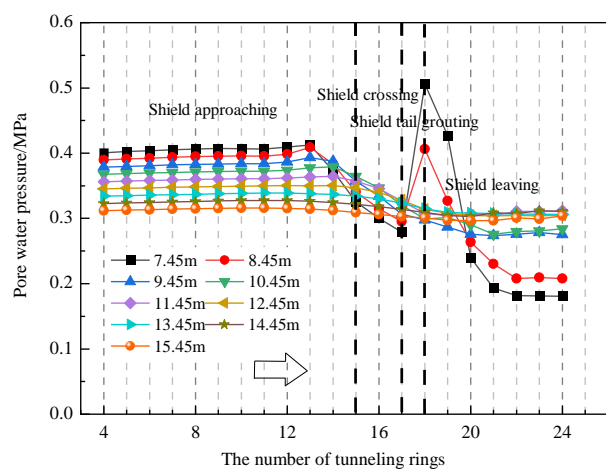 0.6
0.5
0.4
0.3
0.2
0.1
0.0
Pore water pressure/MPa
Shield approaching
Shield crossing
Shield tail grouting
Shield leaving
7.45m 8.45m
9.45m 10.45m
11.45m 12.45m
13.45m 14.45m
15.45m
4 8 12 16 20 24
The number of tunneling rings